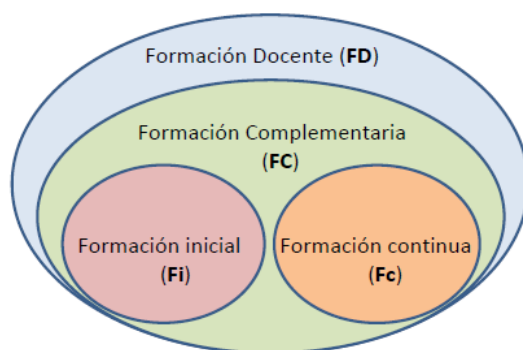 Formación Docente (FD)
Formación Complementaria
(FC)
Formación inicial
(Fi)
Formación continua
(Fc)